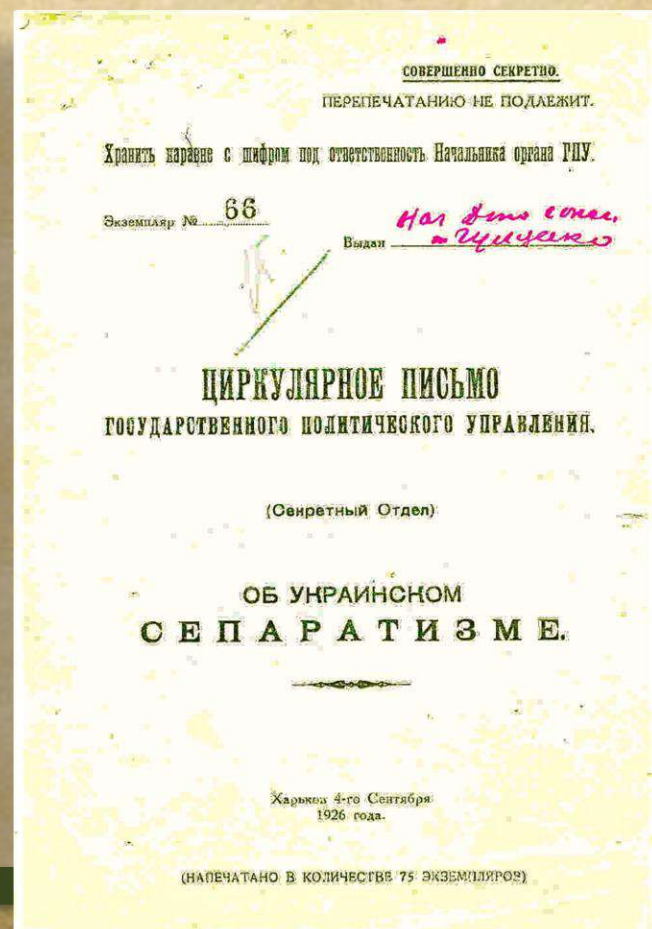 СОВЕРШЕННО СЕКРЕТНО.
ПЕРЕПЕЧАТАНИЮ НЕ ПОДЛЕЖИТ.
Хранить наравне с шифром под ответственность Начальника органа ГПУ.
Экземпляр № 66
Выдан
ЦИРКУЛЯРНОЕ ПИСЬМО
ГОСУДАРСТВЕННОГО ПОЛИТИЧЕСКОГО УПРАВЛЕНИЯ.
(Секретный Отдел)
ОБ УКРАИНСКОМ
СЕПАРАТИЗМЕ.
Харьков 4-го Сентября
1926 года.
(НАПЕЧАТАНО В КОЛИЧЕСТВЕ 75 ЭКЗЕМПЛЯРОВ)